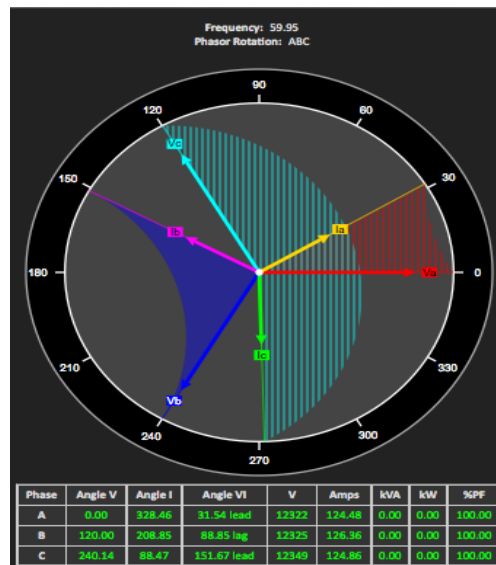 Frequency: 59.95
Phasor Rotation: ABC
90
120
60
Vc
150
30
Ib
Ia
180
Va
0
Ic
210
330
Vb
240
300
270
Phase Angle V Angle I Angle VI V Amps kVA kW %PF
A 0.00 328.46 31.54 lead 12322 124.48 0.00 0.00 100.00
B 120.00 208.85 88.85 lag 12325 126.36 0.00 0.00 100.00
C 240.14 88.47 151.67 lead 12349 124.86 0.00 0.00 100.00